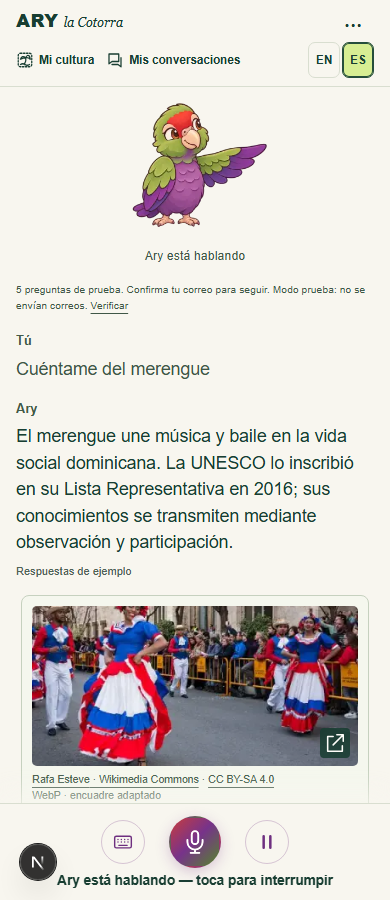 ARY la Cotorra
...
Mi cultura Mis conversaciones EN ES
Ary está hablando
5 preguntas de prueba. Confirma tu correo para seguir. Modo prueba: no se
envían correos. Verificar
Tú
Cuéntame del merengue
Ary
El merengue une música y baile en la vida
social dominicana. La UNESCO lo inscribió
en su Lista Representativa en 2016; sus
conocimientos se transmiten mediante
observación y participación.
Respuestas de ejemplo
Rafa Esteve · Wikimedia Commons · CC BY-SA 4.0
WebP · encuadre adaptado
N
Ary está hablando — toca para interrumpir